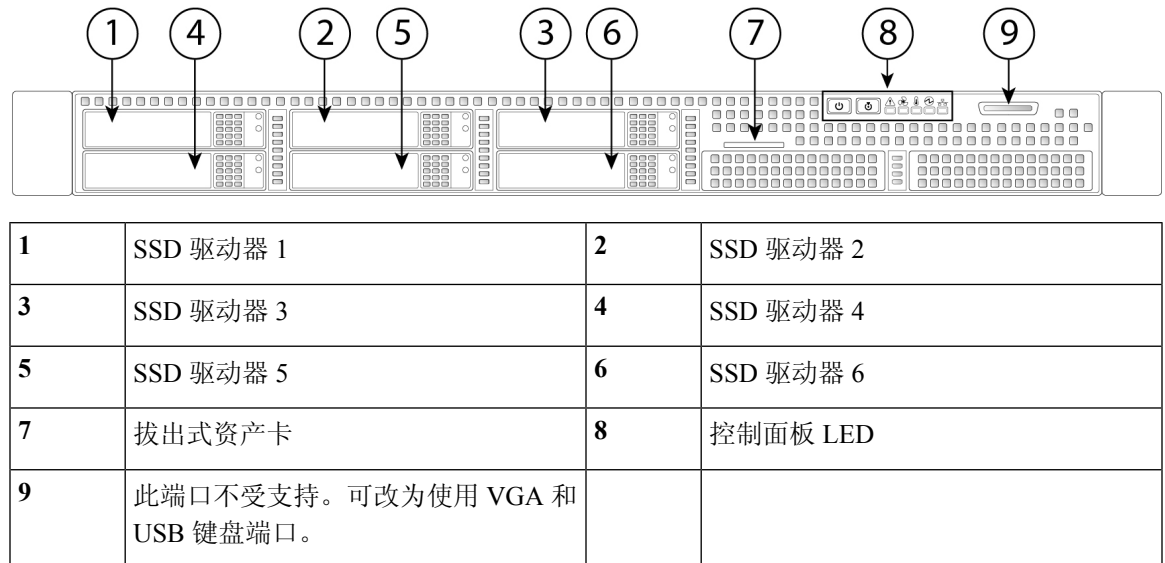 1 4 2 5 3 6 7 8 9
1 SSD 驱动器 1 2 SSD 驱动器 2
3 SSD 驱动器 3 4 SSD 驱动器 4
5 SSD 驱动器 5 6 SSD 驱动器 6
7 拔出式资产卡 8 控制面板 LED
9 此端口不受支持。可改为使用 VGA 和
USB 键盘端口。